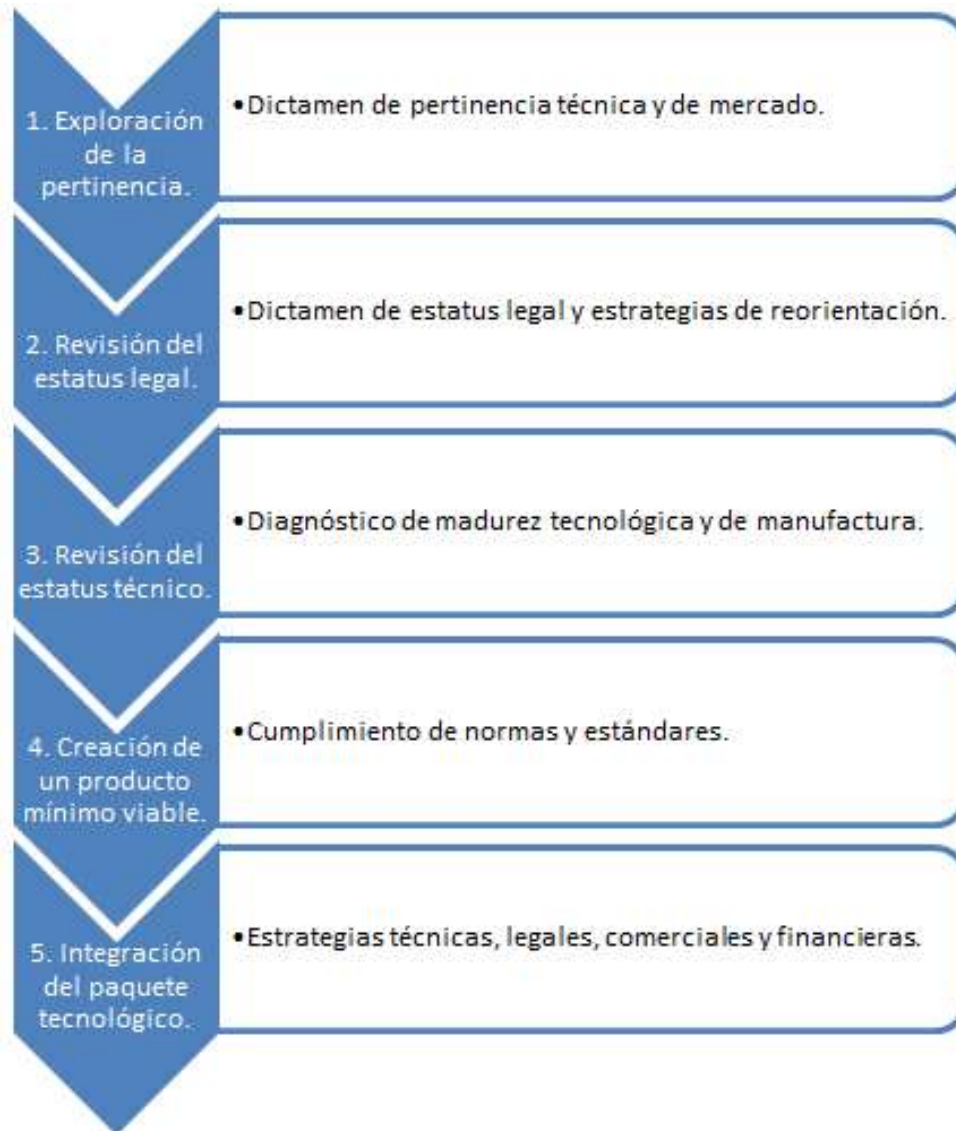 1. Exploración
de la
pertinencia.
•Dictamen de pertinencia técnica y de mercado.
2. Revisión del
estatus legal.
•Dictamen de estatus legal y estrategias de reorientación.
3. Revisión del
estatus técnico.
•Diagnóstico de madurez tecnológica y de manufactura.
4. Creación de
un producto
mínimo viable.
•Cumplimiento de normas y estándares.
5. Integración
del paquete
tecnológico.
•Estrategias técnicas, legales, comerciales y financieras.